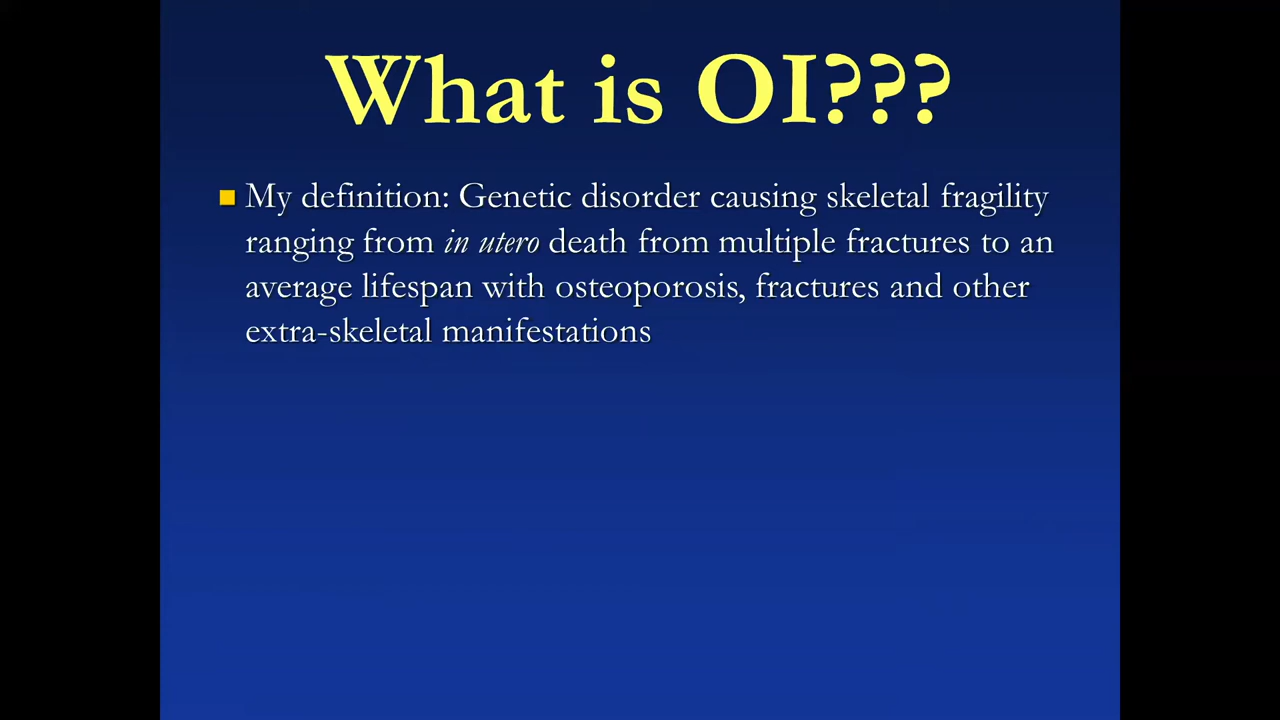 What is OI???
My definition: Genetic disorder causing skeletal fragility
ranging from in utero death from multiple fractures to an
average lifespan with osteoporosis, fractures and other
extra-skeletal manifestations